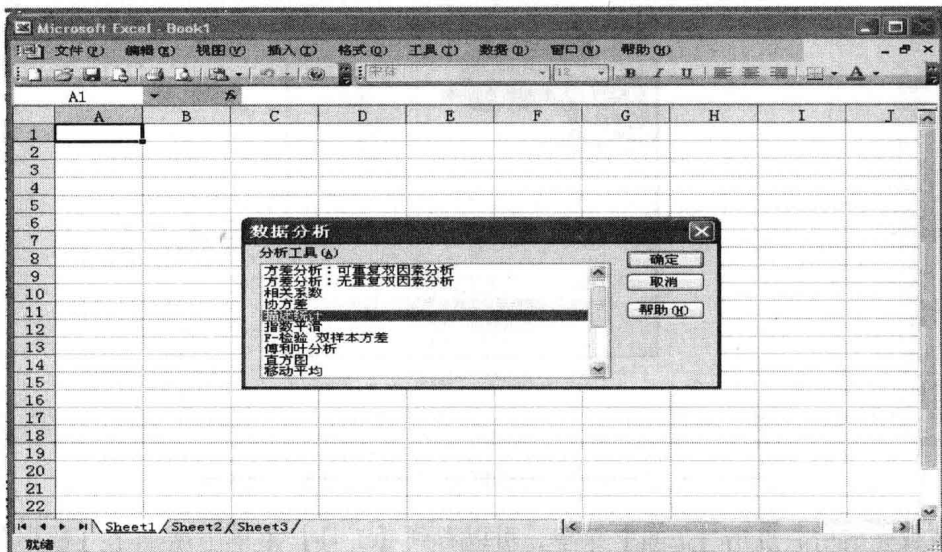 Microsoft Excel - Book1
文件(F) 编辑(E) 视图(V) 插入(I) 格式(O) 工具(T) 数据(D) 窗口(W) 帮助(H)
宋体 12 B I U A
A1 fx
A B C D E F G H I J
1
2
3
4
5
6
7
8
9
10
11
12
13
14
15
16
17
18
19
20
21
22
数据分析
分析工具(A)
方差分析：可重复双因素分析
方差分析：无重复双因素分析
相关系数
协方差
描述统计
指数平滑
F-检验 双样本方差
傅利叶分析
直方图
移动平均
确定
取消
帮助(H)
Sheet1 Sheet2 Sheet3
就绪